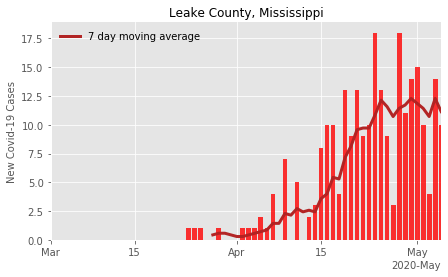 Leake County, Mississippi
7 day moving average
New Covid-19 Cases
17.5
15.0
12.5
10.0
7.5
5.0
2.5
0.0
Mar
15
Apr
15
May
2020-May